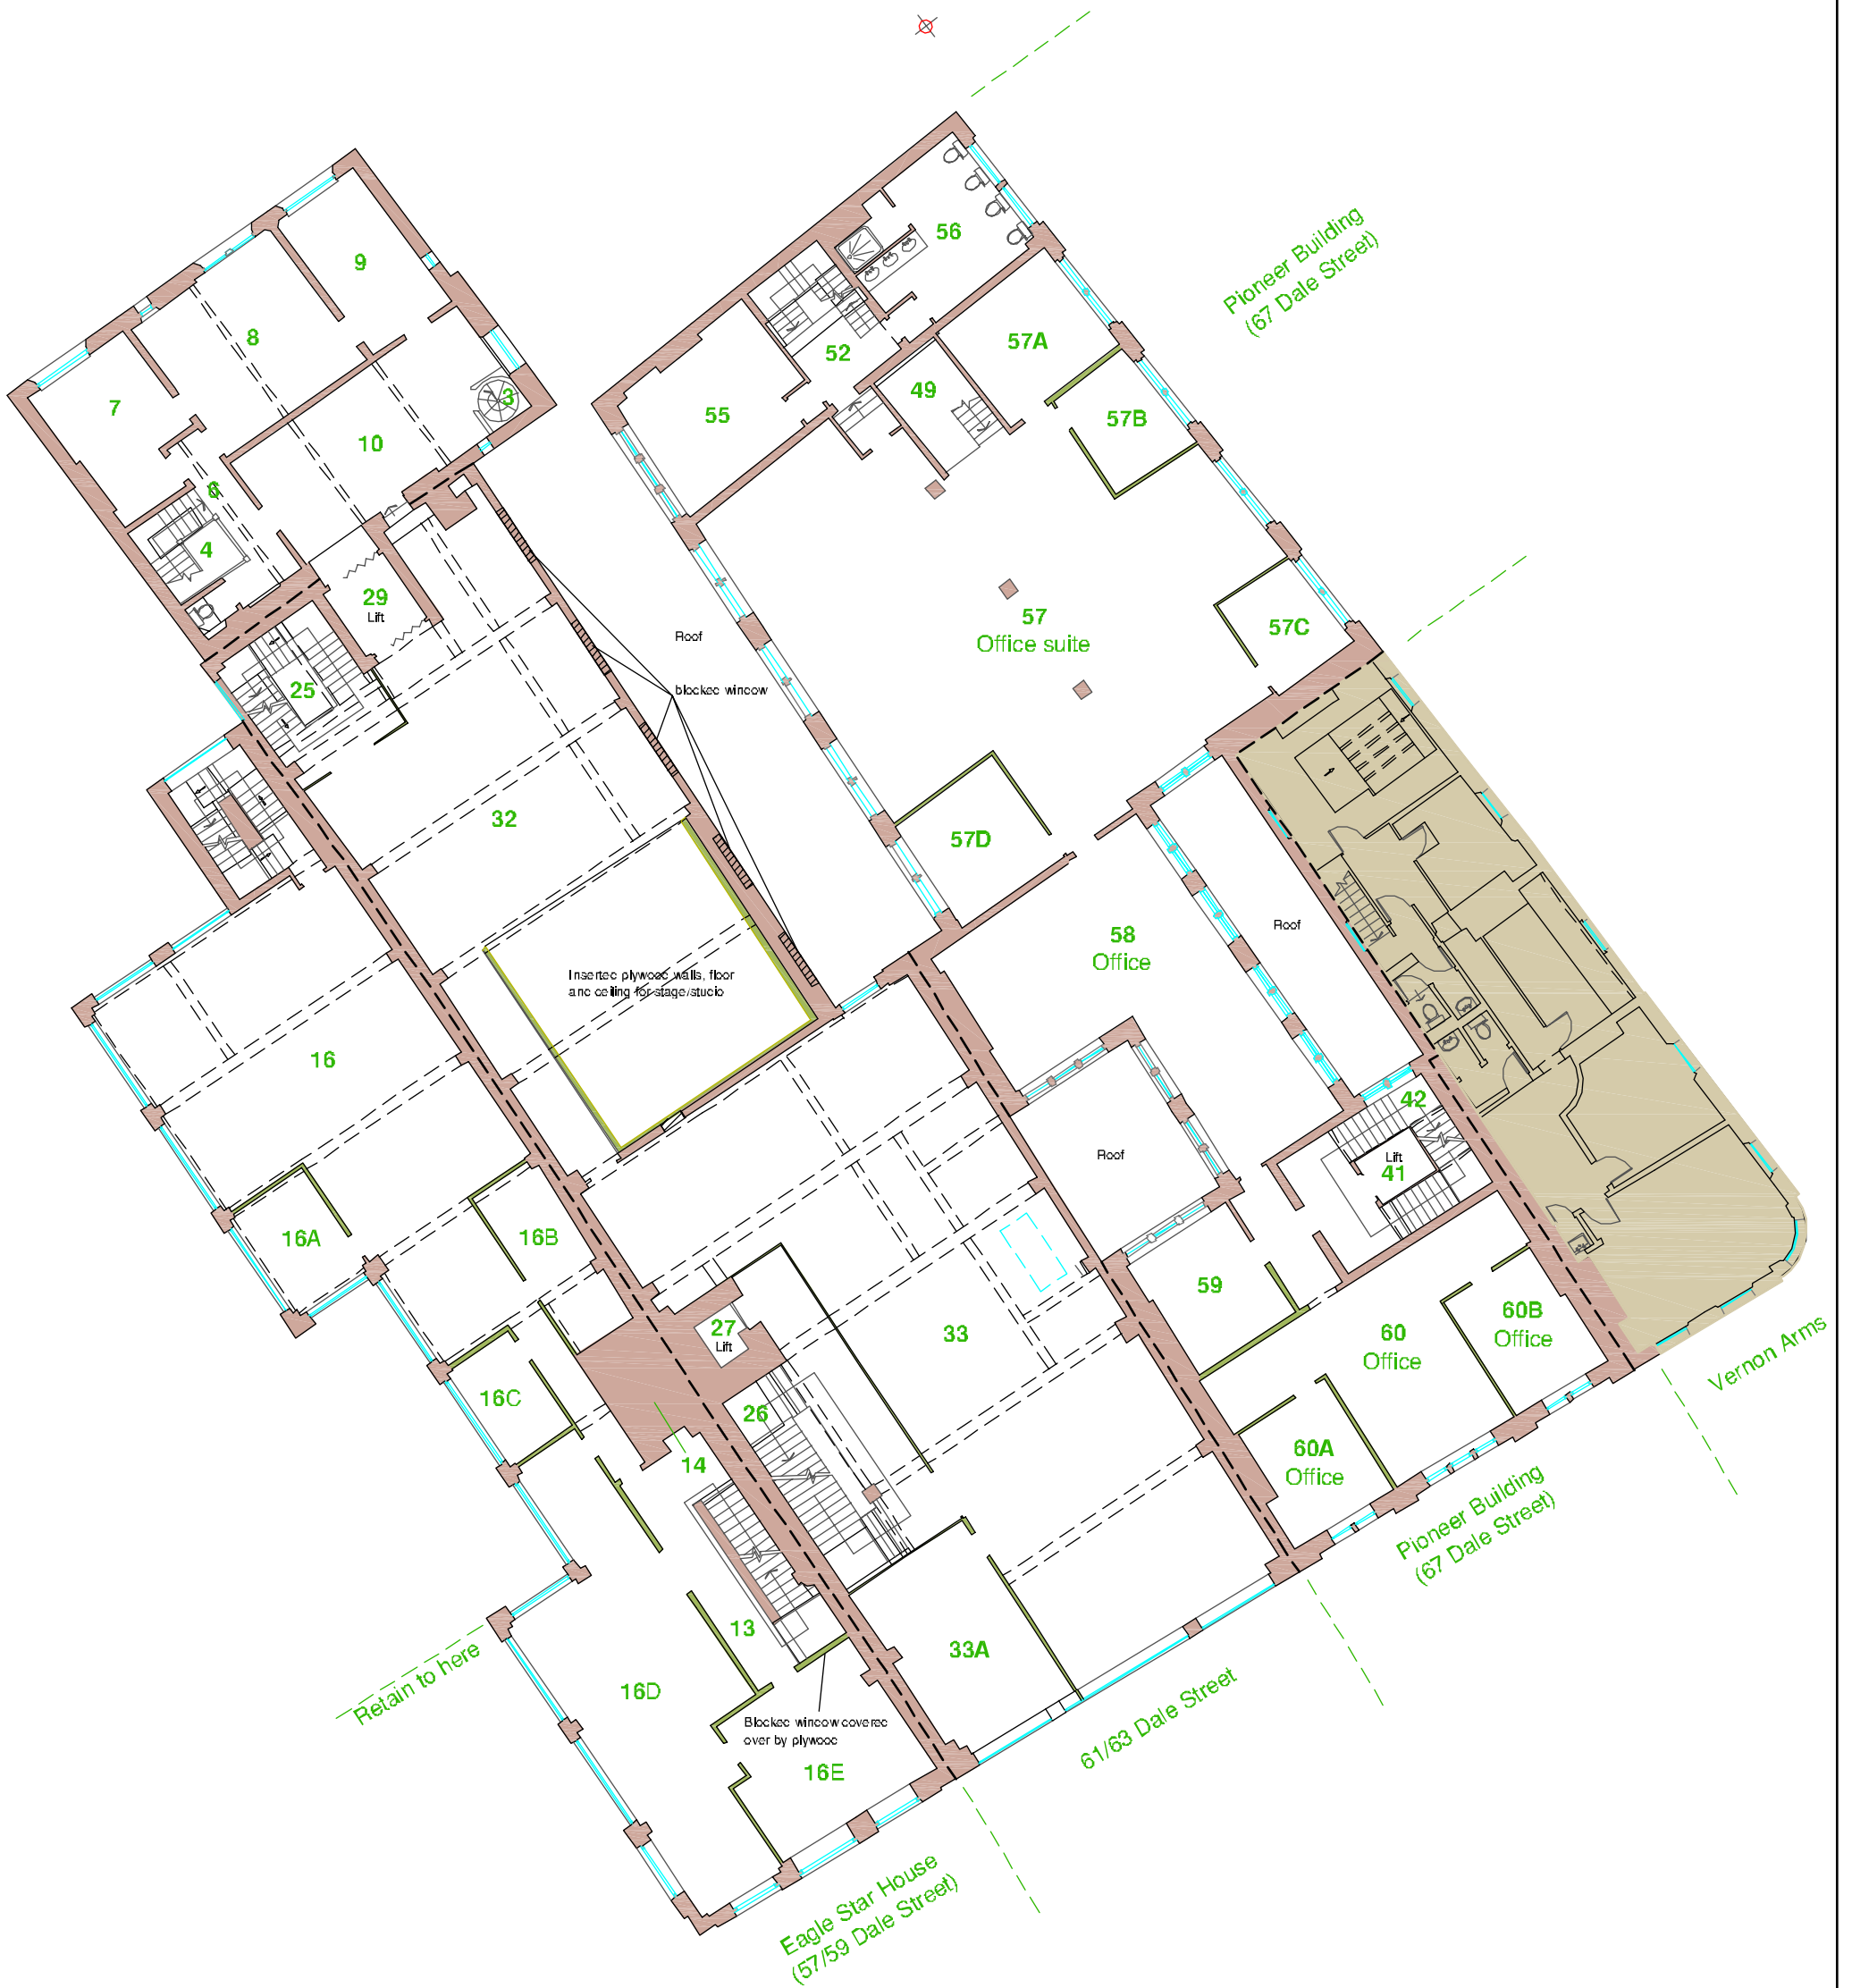 Pioneer Building
(67 Dale Street)
56
9
57A
8
52
49
3
7
55
57B
10
6
4
29
Lift
57
Office suite
57C
Roof
25
blocked window
32
57D
Roof
58
Office
Inserted plywood walls, floor
and ceiling for stage/studio
16
42
Roof
Lift
41
16A
16B
59
27
Lift
33
60
Office
60B
Office
Vernon Arms
16C
26
14
60A
Office
Pioneer Building
(67 Dale Street)
13
33A
Retain to here
16D
61/63 Dale Street
Blocked window covered
over by plywood
16E
Eagle Star House
(57/59 Dale Street)